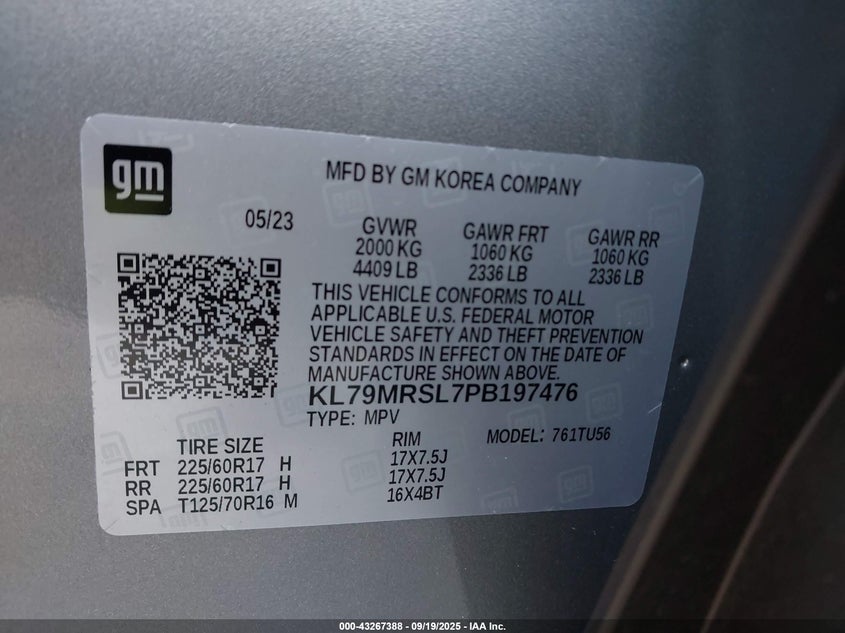 gm
MFD BY GM KOREA COMPANY
05/23
GVWR
2000 KG
4409 LB
GAWR FRT
1060 KG
2336 LB
GAWR RR
1060 KG
2336 LB
THIS VEHICLE CONFORMS TO ALL
APPLICABLE U.S. FEDERAL MOTOR
VEHICLE SAFETY AND THEFT PREVENTION
STANDARDS IN EFFECT ON THE DATE OF
MANUFACTURE SHOWN ABOVE.
KL79MRSL7PB197476
TYPE: MPV
TIRE SIZE RIM MODEL: 761TU56
FRT 225/60R17 H 17X7.5J
RR 225/60R17 H 17X7.5J
SPA T125/70R16 M 16X4BT
000-43267388 - 09/19/2025 - IAA Inc.